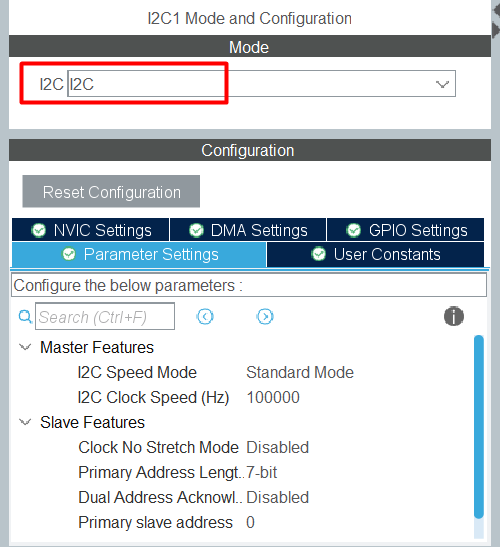 I2C1 Mode and Configuration
Mode
I2C I2C
Configuration
Reset Configuration
NVIC Settings DMA Settings GPIO Settings
Parameter Settings User Constants
Configure the below parameters :
Search (Ctrl+F)
Master Features
I2C Speed Mode Standard Mode
I2C Clock Speed (Hz) 100000
Slave Features
Clock No Stretch Mode Disabled
Primary Address Lengt.. 7-bit
Dual Address Acknowl.. Disabled
Primary slave address 0